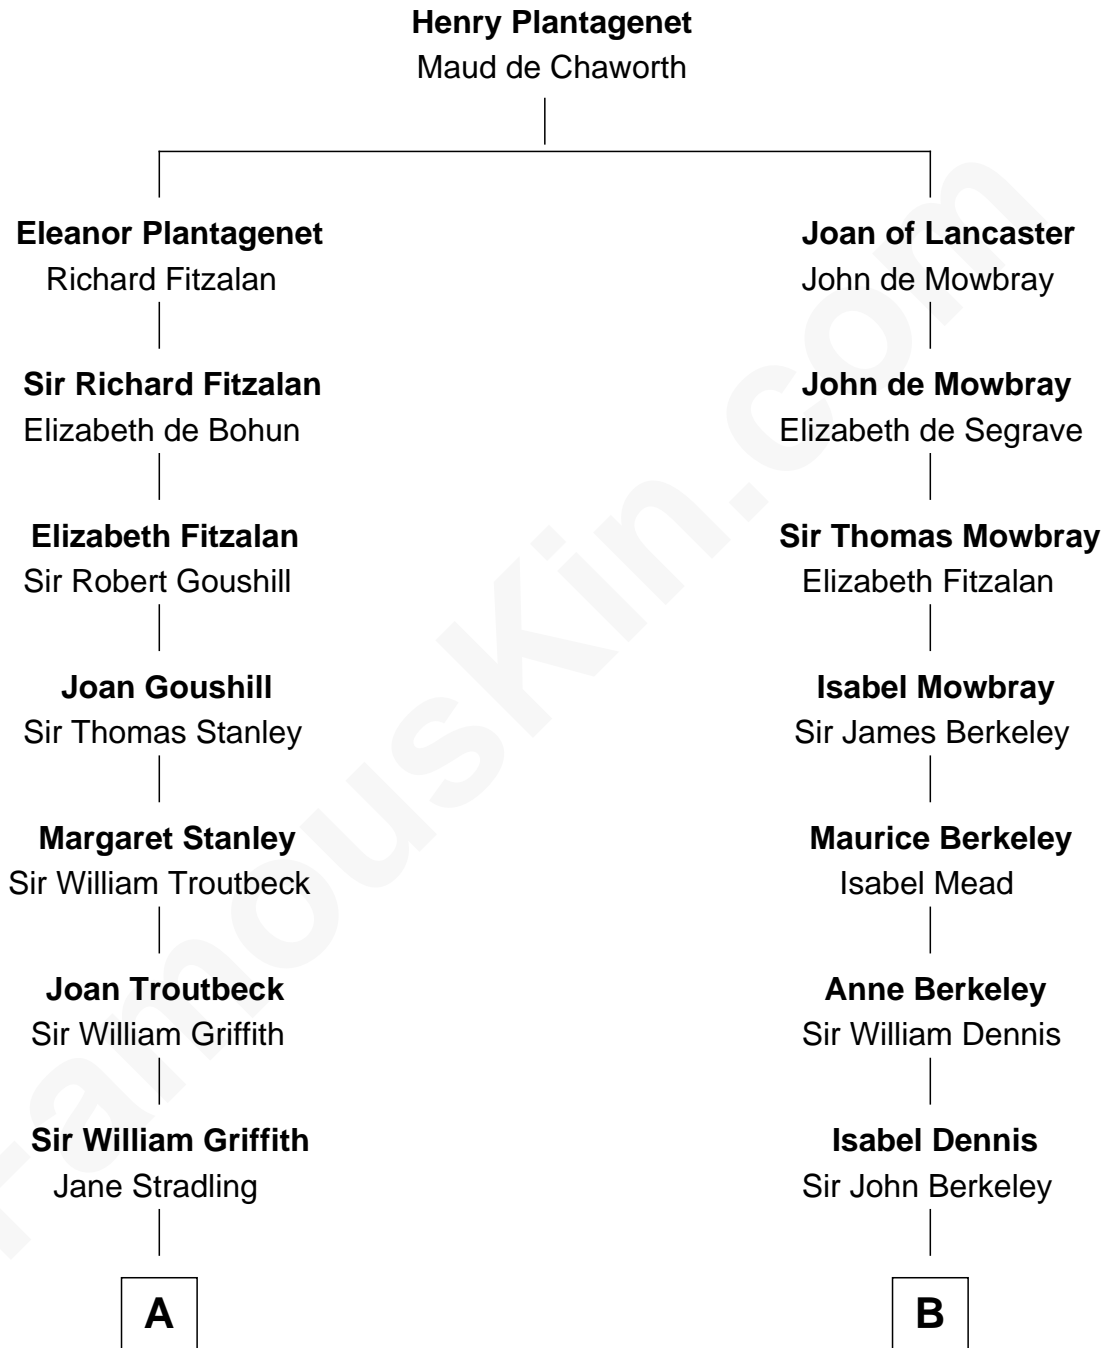 Henry Plantagenet
Maud de Chaworth
Eleanor Plantagenet
Richard Fitzalan
Sir Richard Fitzalan
Elizabeth de Bohun
Elizabeth Fitzalan
Sir Robert Goushill
Joan Goushill
Sir Thomas Stanley
Margaret Stanley
Sir William Troutbeck
Joan Troutbeck
Sir William Griffith
Sir William Griffith
Jane Stradling
A
Joan of Lancaster
John de Mowbray
John de Mowbray
Elizabeth de Segrave
Sir Thomas Mowbray
Elizabeth Fitzalan
Isabel Mowbray
Sir James Berkeley
Maurice Berkeley
Isabel Mead
Anne Berkeley
Sir William Dennis
Isabel Dennis
Sir John Berkeley
B
FamousKin.com